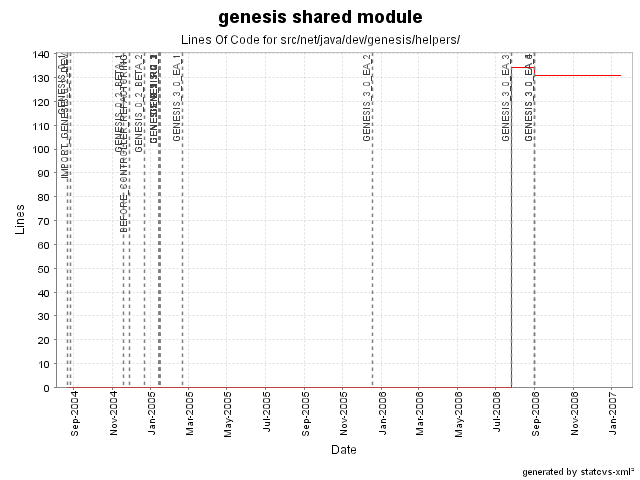 genesis shared module
Lines Of Code for src/net/java/dev/genesis/helpers/
140
130
120
110
100
90
80
70
60
50
40
30
20
10
0
Lines
BEFORE_CONTROLLER_REFACTORING
GENESIS_0_2_BETA_2
GENESIS_3_0_EA_1
GENESIS_3_0_EA_2
GENESIS_3_0_EA_3
Sep-2004
Nov-2004
Jan-2005
Mar-2005
May-2005
Jul-2005
Sep-2005
Nov-2005
Jan-2006
Mar-2006
May-2006
Jul-2006
Sep-2006
Nov-2006
Jan-2007
Date
generated by statcvs-xml²